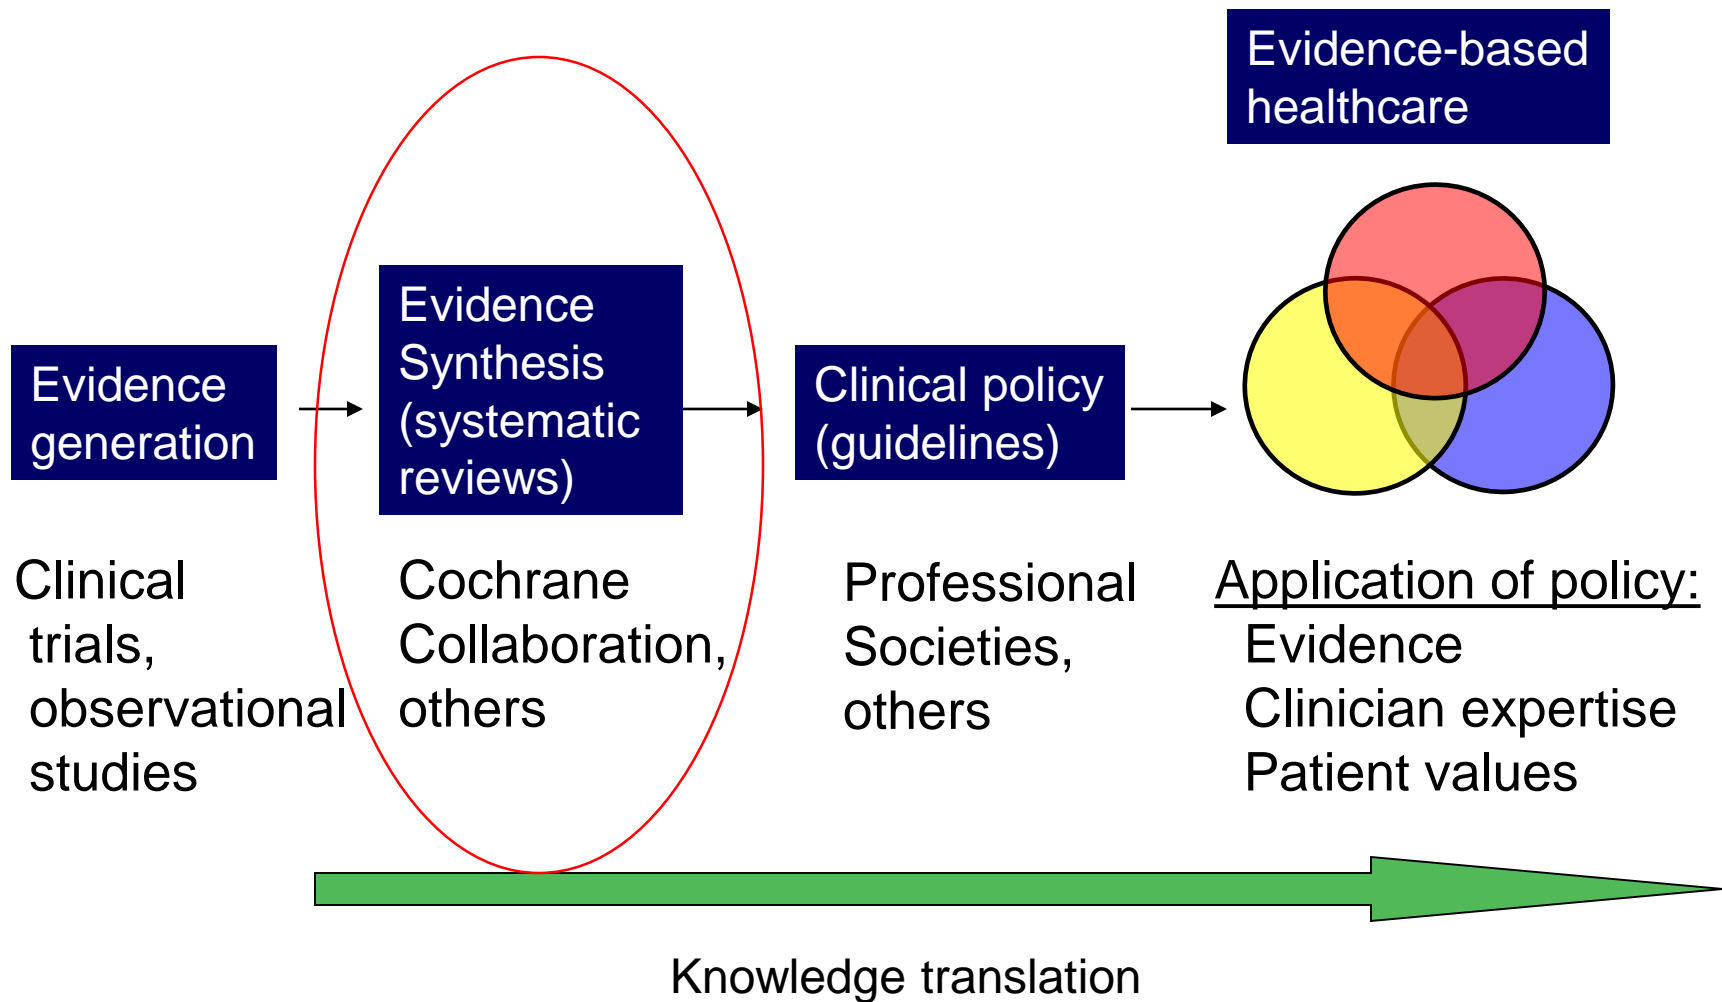 Evidence-based
healthcare
Evidence
generation
Evidence
Synthesis
(systematic
reviews)
Clinical policy
(guidelines)
Clinical
trials,
observational
studies
Cochrane
Collaboration,
others
Professional
Societies,
others
Application of policy:
Evidence
Clinician expertise
Patient values
Knowledge translation